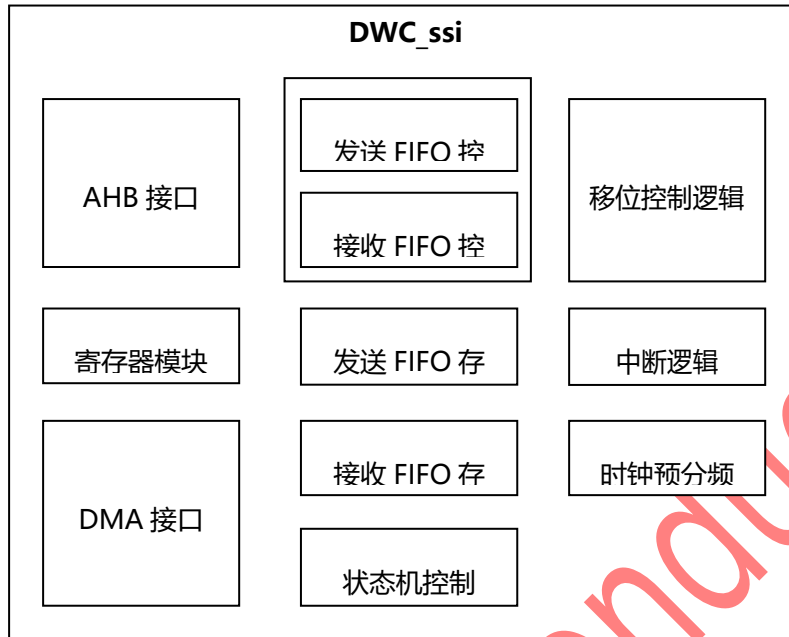 DWC_ssi
AHB 接口
发送 FIFO 控
接收 FIFO 控
移位控制逻辑
寄存器模块
发送 FIFO 存
中断逻辑
DMA 接口
接收 FIFO 存
时钟预分频
状态机控制